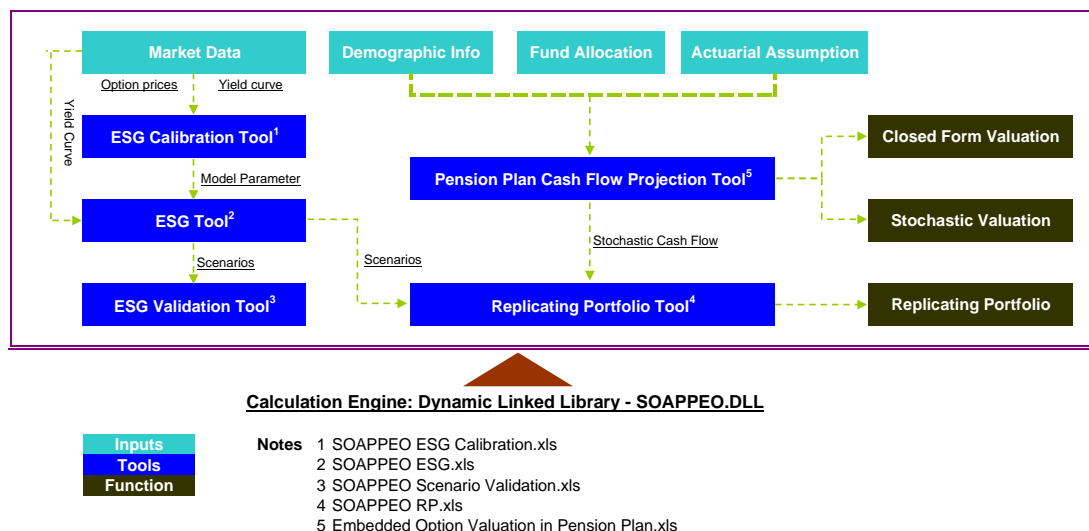 Market Data
Demographic Info
Fund Allocation
Actuarial Assumption
Option prices
Yield curve
Yield Curve
ESG Calibration Tool1
Closed Form Valuation
Model Parameter
Pension Plan Cash Flow Projection Tool5
ESG Tool2
Stochastic Valuation
Stochastic Cash Flow
Scenarios
Scenarios
ESG Validation Tool3
Replicating Portfolio Tool4
Replicating Portfolio
Calculation Engine: Dynamic Linked Library - SOAPPEO.DLL
Inputs
Tools
Function
Notes 1 SOAPPEO ESG Calibration.xls
2 SOAPPEO ESG.xls
3 SOAPPEO Scenario Validation.xls
4 SOAPPEO RP.xls
5 Embedded Option Valuation in Pension Plan.xls